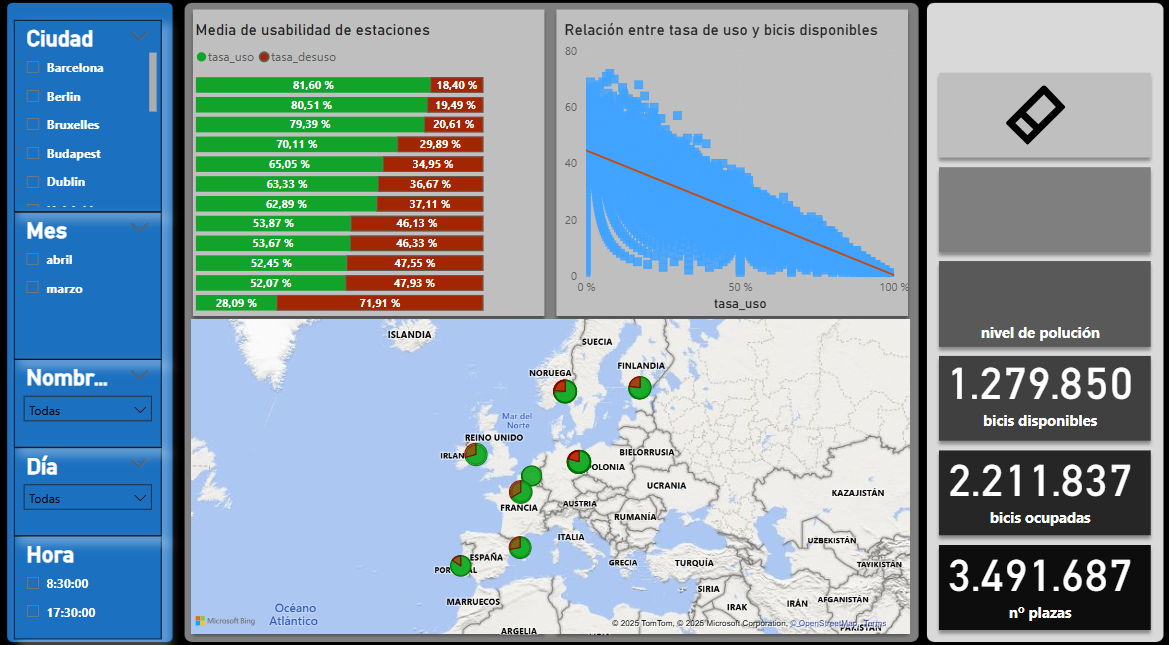 Ciudad
Barcelona
Berlin
Bruxelles
Budapest
Dublin
Mes
abril
marzo
Nombr...
Todas
Día
Todas
Hora
8:30:00
17:30:00
Media de usabilidad de estaciones
tasa_uso tasa_desuso
81,60 % 18,40 %
80,51 % 19,49 %
79,39 % 20,61 %
70,11 % 29,89 %
65,05 % 34,95 %
63,33 % 36,67 %
62,89 % 37,11 %
53,87 % 46,13 %
53,67 % 46,33 %
52,45 % 47,55 %
52,07 % 47,93 %
28,09 % 71,91 %
Relación entre tasa de uso y bicis disponibles
80
60
40
20
0
0 % 50 % 100 %
tasa_uso
ISLANDIA
SUECIA
FINLANDIA
NORUEGA
Mar del
Norte
REINO UNIDO
BIELORRUSIA
UCRANIA
KAZAJISTÁN
FRANCIA
AUSTRIA
RUMANÍA
ITALIA
UZBEKISTÁN
ESPAÑA
GRECIA
TURQUÍA
TAYIKISTÁN
SIRIA
MARRUECOS
IRAK
IRÁN
AFGANISTÁN
Océano
Atlántico
ARGELIA
Microsoft Bing
© 2025 TomTom, © 2025 Microsoft Corporation, © OpenStreetMap, Terms
nivel de polución
1.279.850
bicis disponibles
2.211.837
bicis ocupadas
3.491.687
nº plazas